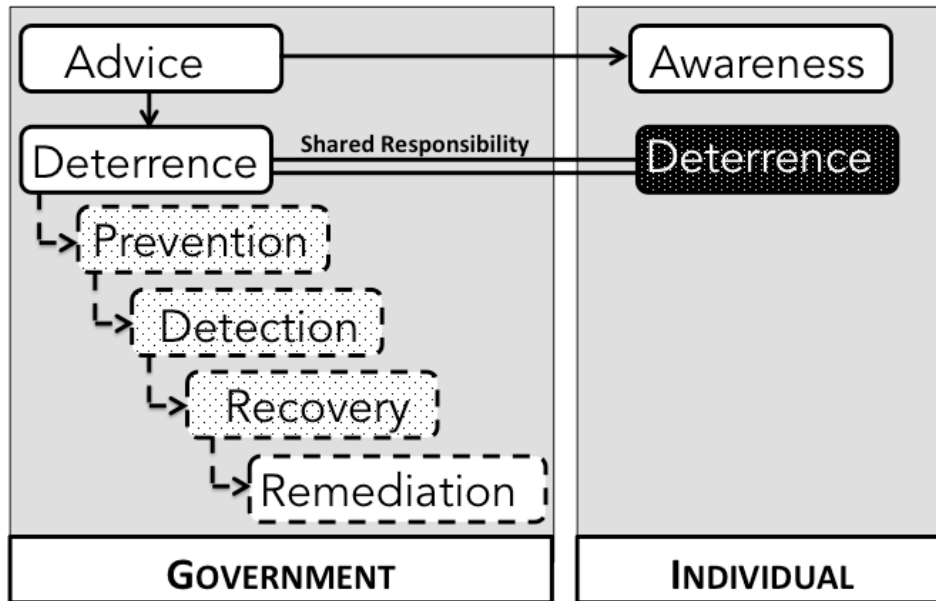 Advice
Awareness
Deterrence
Shared Responsibility
Deterrence
Prevention
Detection
Recovery
Remediation
GOVERNMENT
INDIVIDUAL